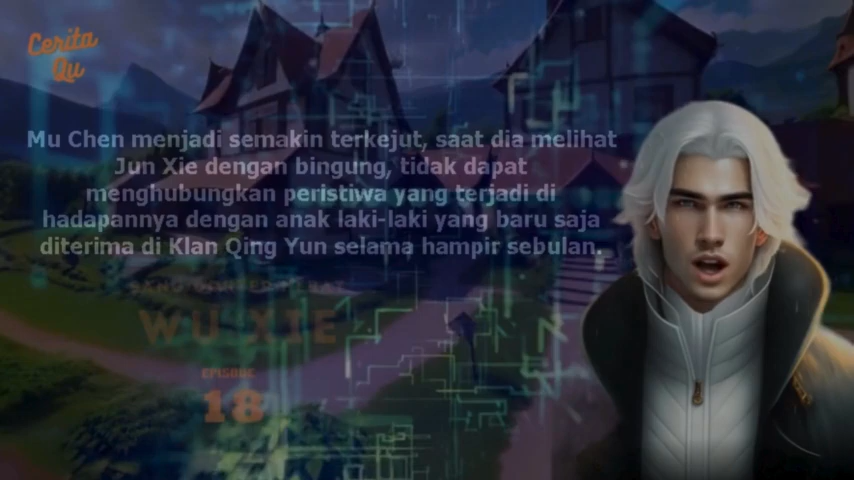 Cerita
Qu
Mu Chen menjadi semakin terkejut, saat dia melihat
Jun Xie dengan bingung, tidak dapat
menghubungkan peristiwa yang terjadi di
hadapannya dengan anak laki-laki yang baru saja
diterima di Klan Qing Yun selama hampir sebulan.
WU XIE
EPISODE
18